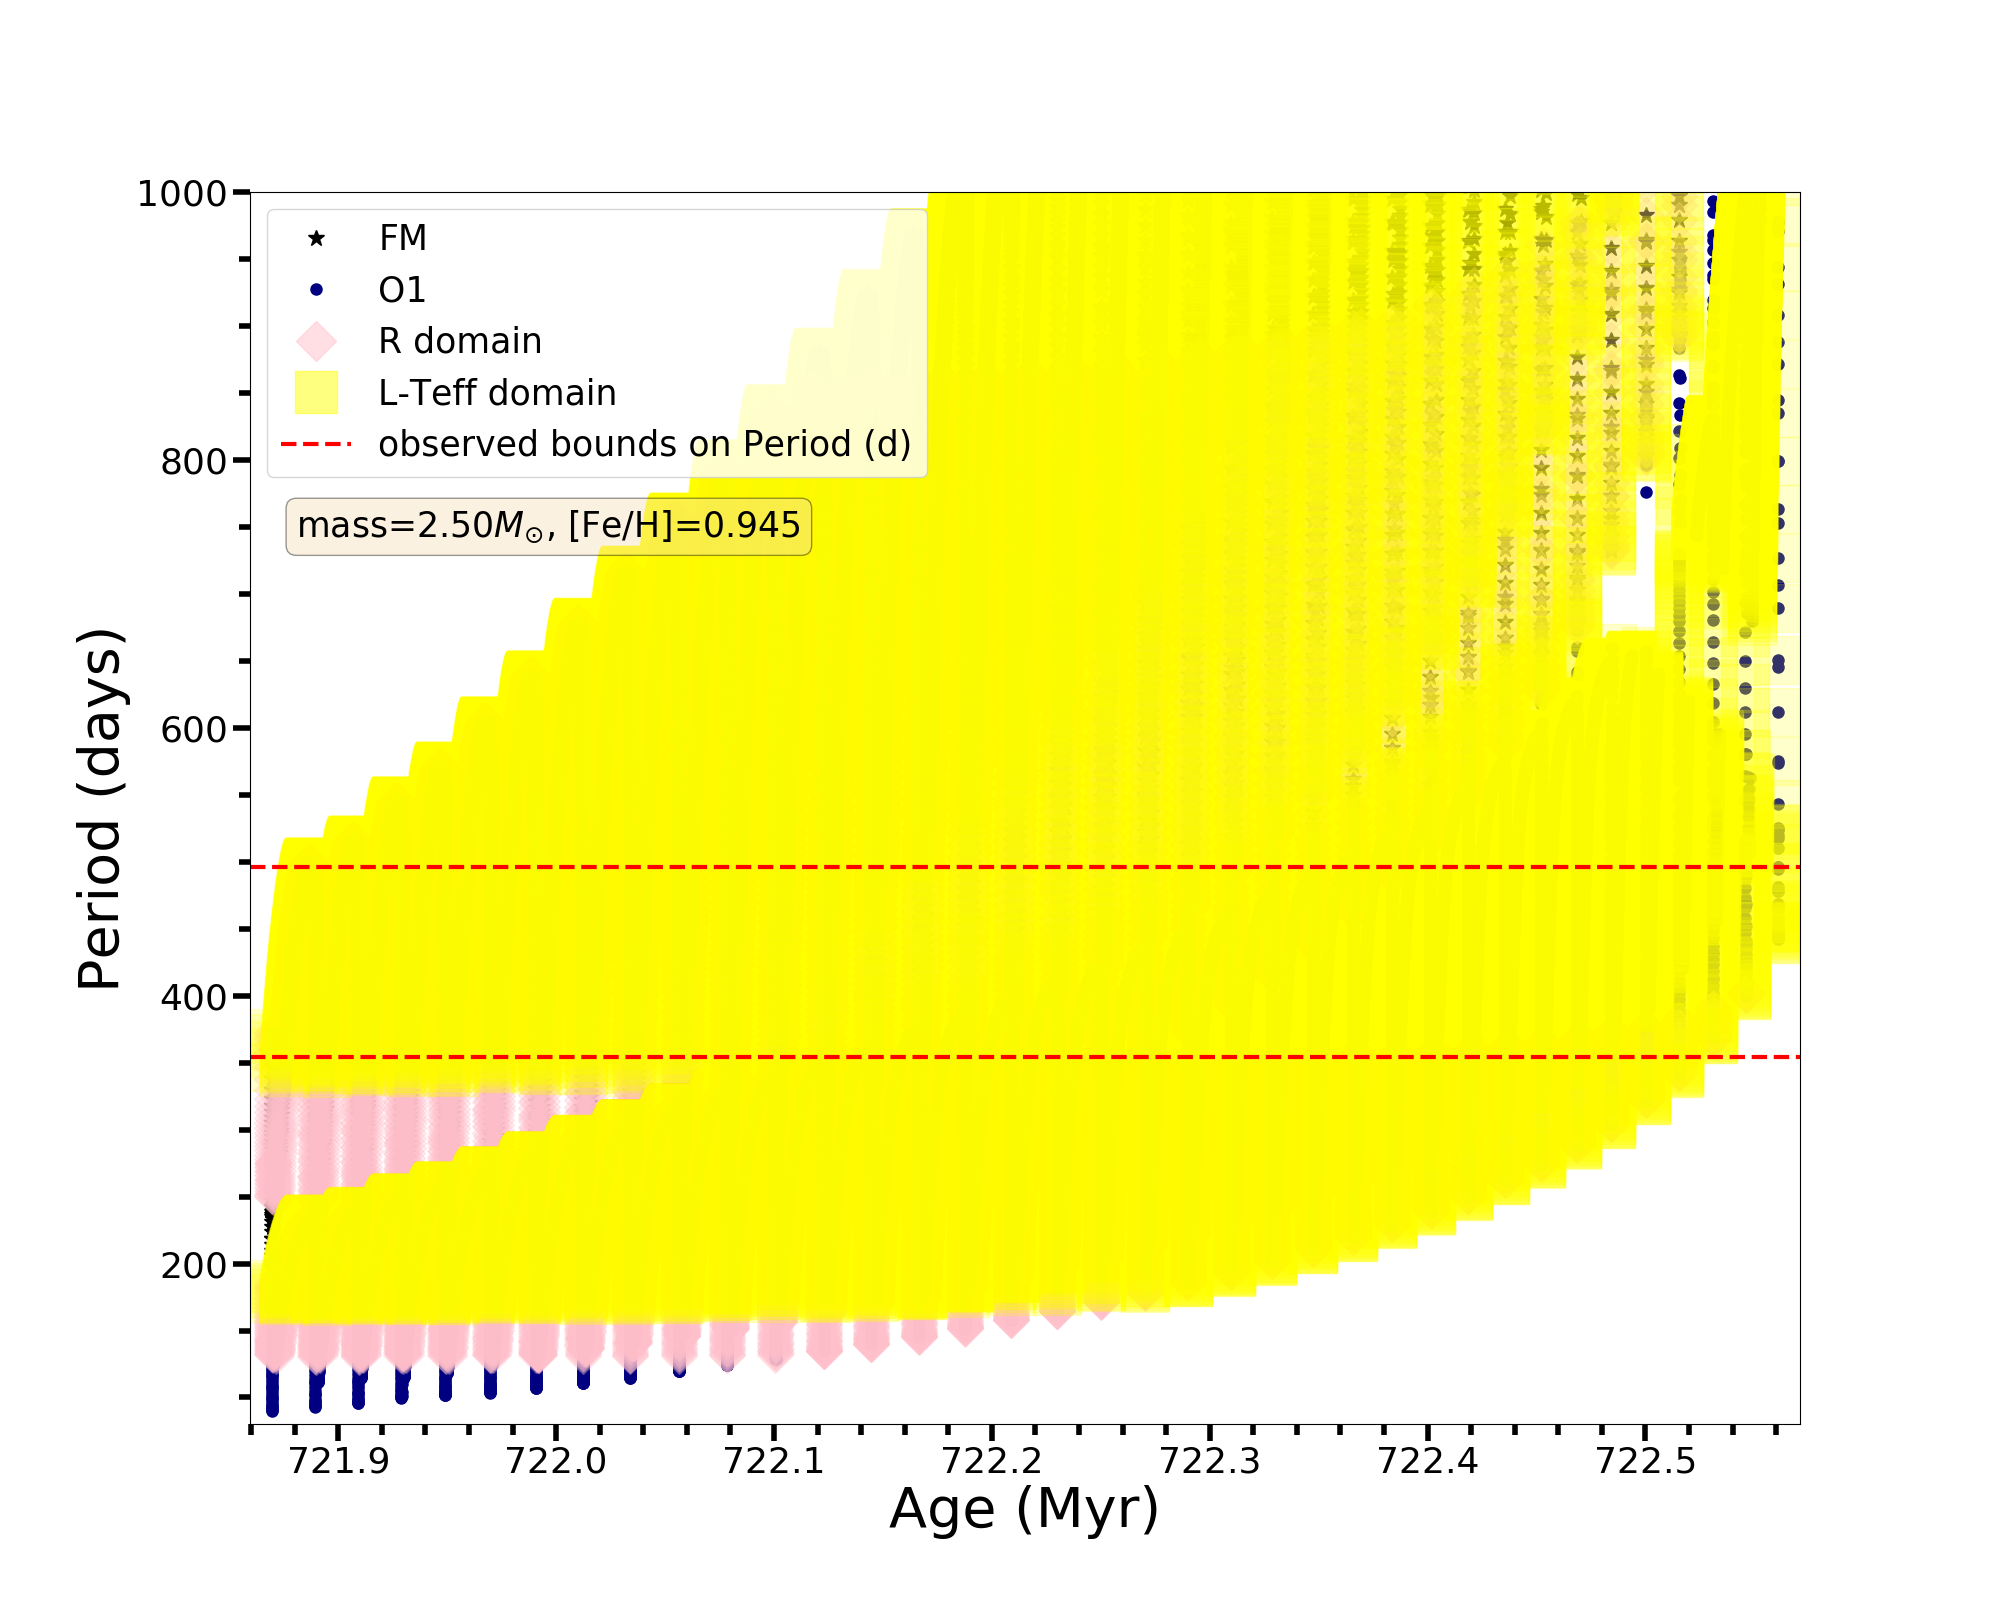 1000
800
600
400
200
Period (days)
FM
O1
R domain
L-Teff domain
observed bounds on Period (d)
mass=2.50M☉, [Fe/H]=0.945
721.9 722.0 722.1 722.2 722.3 722.4 722.5
Age (Myr)